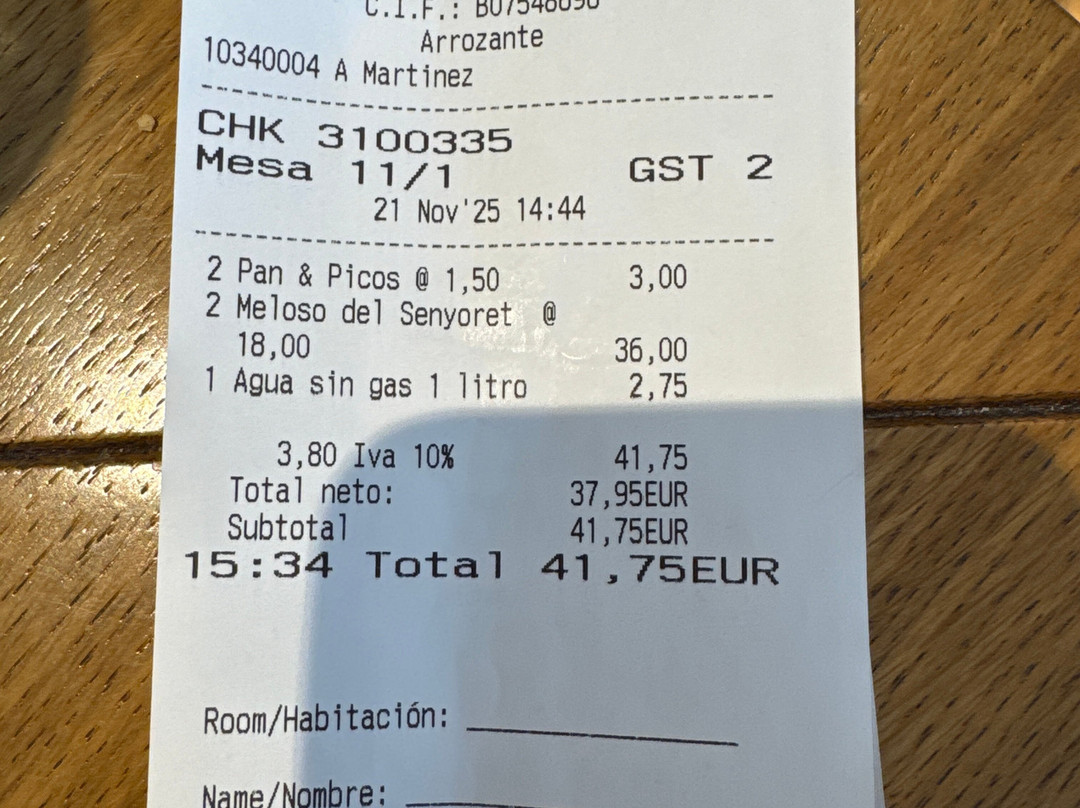 C.I.F.:
Arrozante
10340004 A Martinez
CHK 3100335
Mesa 11/1 GST 2
21 Nov'25 14:44
2 Pan & Picos @ 1,50 3,00
2 Meloso del Senyoret @
18,00 36,00
1 Agua sin gas 1 litro 2,75
3,80 Iva 10% 41,75
Total neto: 37,95EUR
Subtotal 41,75EUR
15:34 Total 41,75EUR
Room/Habitación:
Name/Nombre: